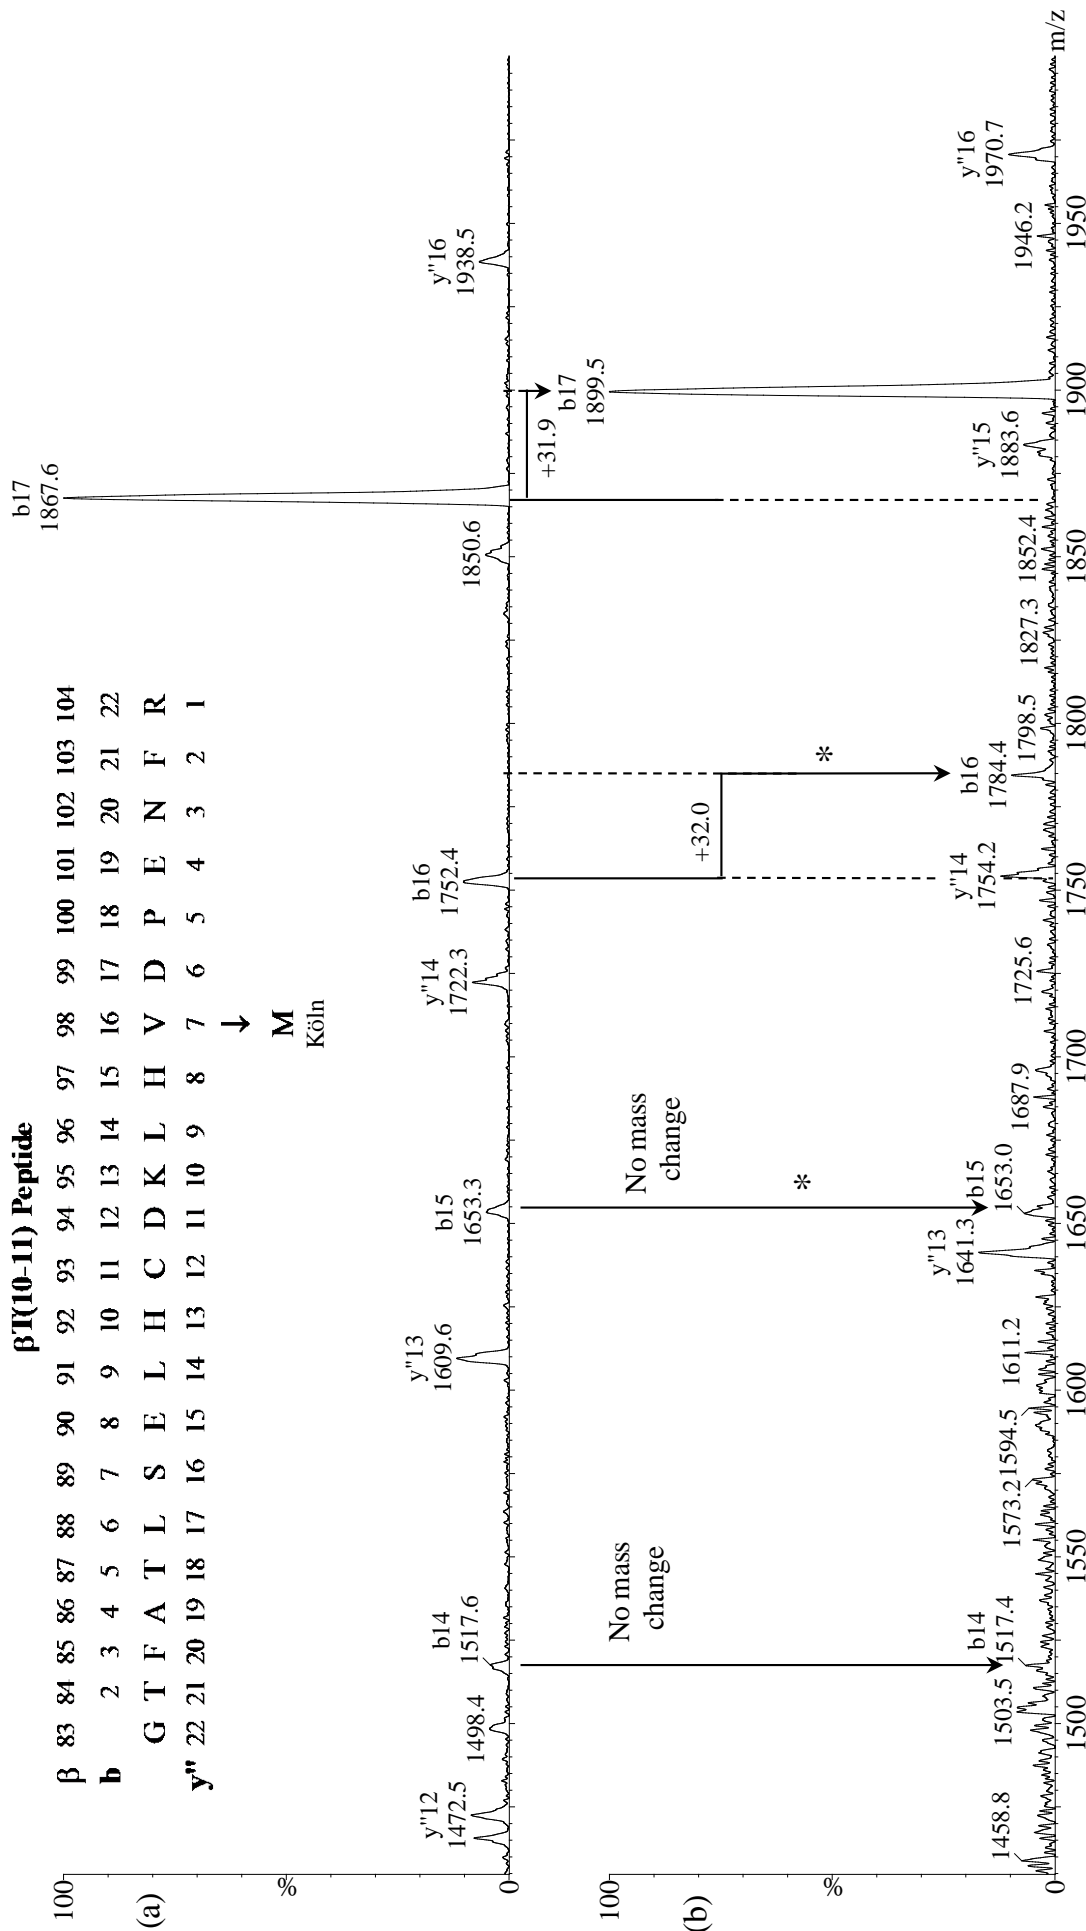 βT(10-11) Peptide
β 83 84 85 86 87 88 89 90 91 92 93 94 95 96 97 98 99 100 101 102 103 104
b 2 3 4 5 6 7 8 9 10 11 12 13 14 15 16 17 18 19 20 21 22
G T F A T L S E L H C D K L H V D P E N F R
y'' 22 21 20 19 18 17 16 15 14 13 12 11 10 9 8 7 6 5 4 3 2 1
↓
M
Köln
100
(a)
%
0
y''12
1472.5
1498.4
b14
1517.6
y''13
1609.6
b15
1653.3
y''14
1722.3
b16
1752.4
1850.6
b17
1867.6
y''16
1938.5
No mass
change
No mass
change
*
+32.0
*
+31.9
100
(b)
%
0
1458.8
1503.5
b14
1517.4
1573.2
1594.5
1611.2
y''13
1641.3
b15
1653.0
1687.9
1725.6
y''14
1754.2
b16
1784.4
1798.5
1827.3
1852.4
y''15
1883.6
b17
1899.5
1946.2
y''16
1970.7
1500 1550 1600 1650 1700 1750 1800 1850 1900 1950 m/z